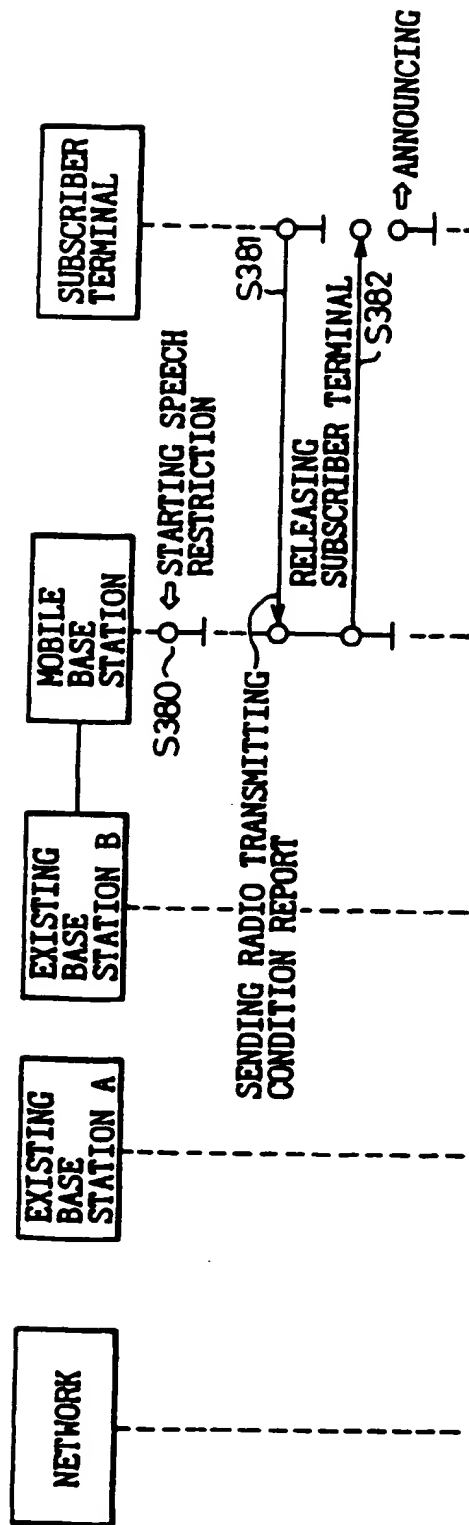 NETWORK
EXISTING
BASE
STATION A
EXISTING
BASE
STATION B
MOBILE
BASE
STATION
SUBSCRIBER
TERMINAL
S380
⇔ STARTING SPEECH
RESTRICTION
SENDING RADIO TRANSMITTING
CONDITION REPORT
S381
RELEASING
SUBSCRIBER TERMINAL
S382
⇔ ANNOUNCING